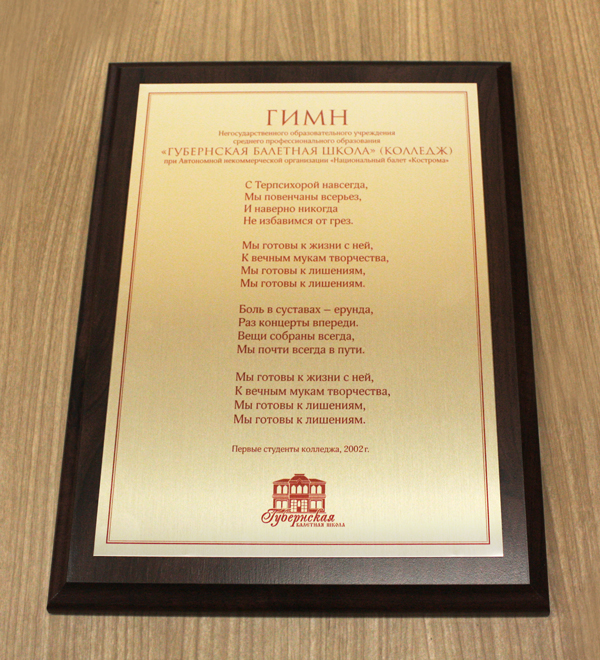 ГИМН
Негосударственного образовательного учреждения
среднего профессионального образования
«ГУБЕРНСКАЯ БАЛЕТНАЯ ШКОЛА» (КОЛЛЕДЖ)
при Автономной некоммерческой организации «Национальный балет «Кострома»
С Терпсихорой навсегда,
Мы повенчаны всерьез,
И наверно никогда
Не избавимся от грез.
Мы готовы к жизни с ней,
К вечным мукам творчества,
Мы готовы к лишениям,
Мы готовы к лишениям.
Боль в суставах – ерунда,
Раз концерты впереди.
Вещи собраны всегда,
Мы почти всегда в пути.
Мы готовы к жизни с ней,
К вечным мукам творчества,
Мы готовы к лишениям,
Мы готовы к лишениям.
Первые студенты колледжа, 2002 г.
Губернская
БАЛЕТНАЯ ШКОЛА